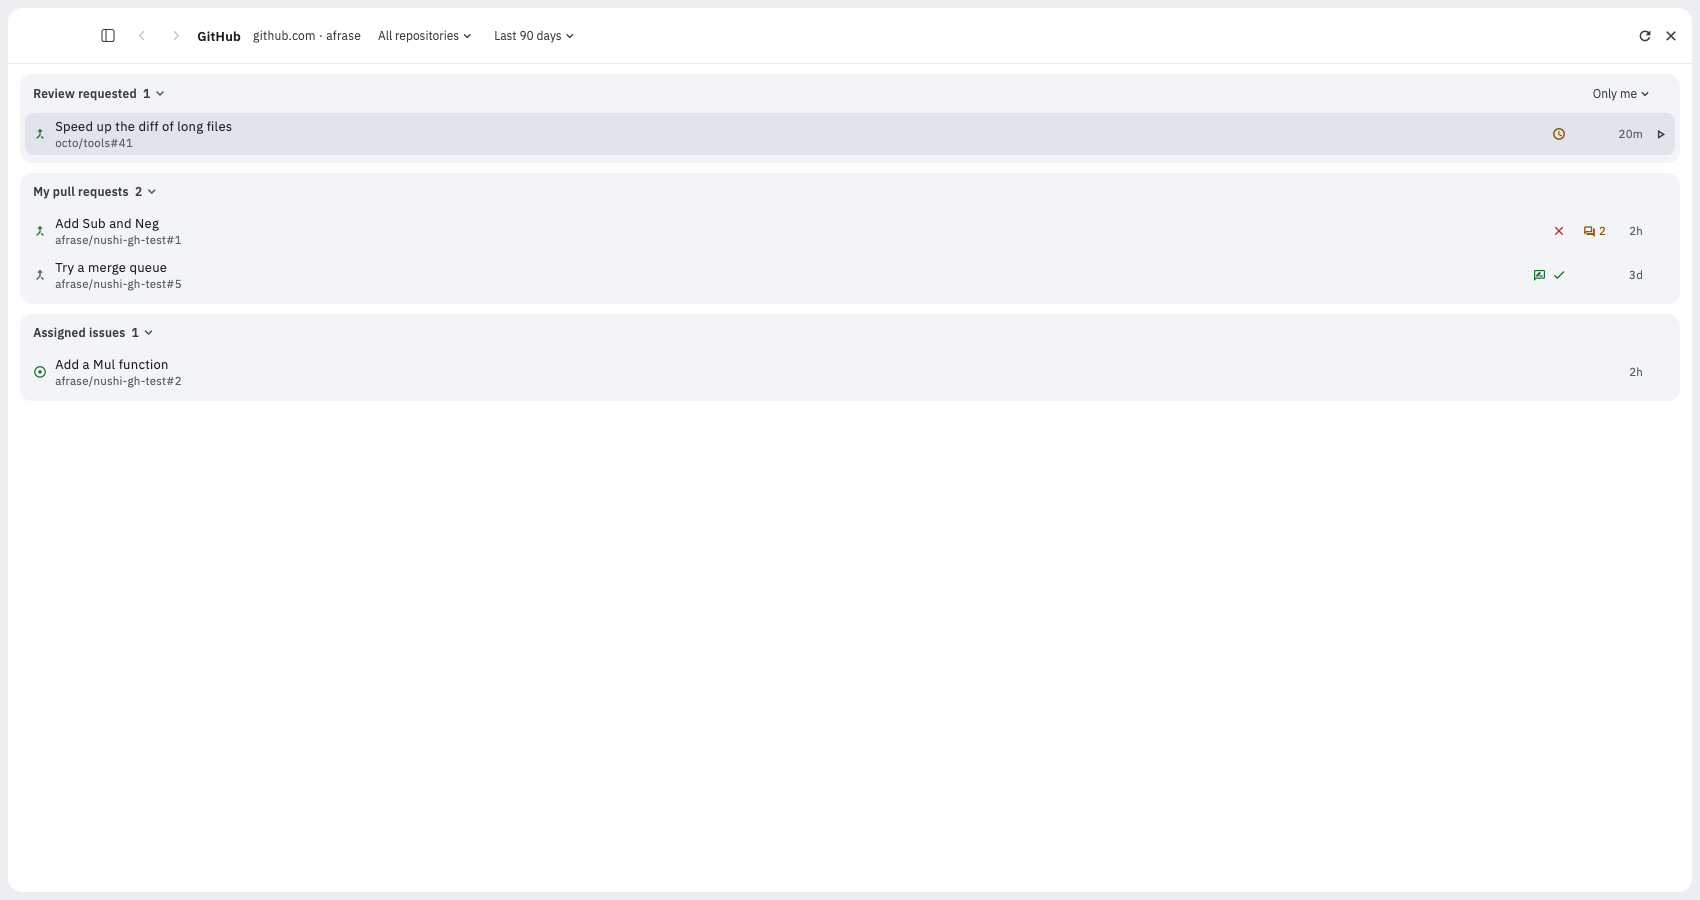 GitHub github.com · afrase All repositories Last 90 days
Review requested 1 Only me
Speed up the diff of long files
octo/tools#41
20m
My pull requests 2
Add Sub and Neg
afrase/nushi-gh-test#1
2 2h
Try a merge queue
afrase/nushi-gh-test#5
3d
Assigned issues 1
Add a Mul function
afrase/nushi-gh-test#2
2h